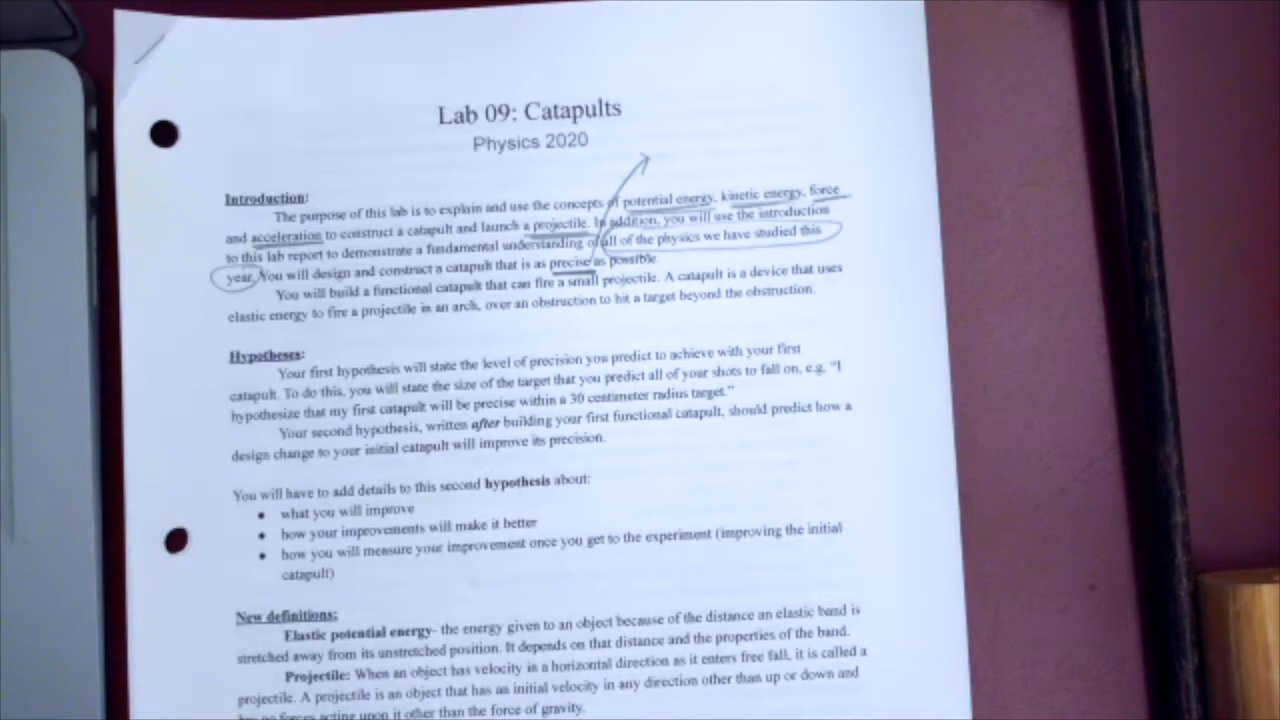 Lab 09: Catapults
Physics 2020
Introduction:
The purpose of this lab is to explain and use the concepts of potential energy, kinetic energy, force
and acceleration to construct a catapult and launch a projectile. In addition, you will use the introduction
to this lab report to demonstrate a fundamental understanding of all of the physics we have studied this
year. You will design and construct a catapult that is as precise as possible
You will build a functional catapult that can fire a small projectile. A catapult is a device that uses
elastic energy to fire a projectile in an arch, over an obstruction to hit a target beyond the obstruction.
Hypotheses:
Your first hypothesis will state the level of precision you predict to achieve with your first
catapult. To do this, you will state the size of the target that you predict all of your shots to fall on, e.g. "I
hypothesize that my first catapult will be precise within a 30 centimeter radius target."
Your second hypothesis, written after building your first functional catapult, should predict how a
design change to your initial catapult will improve its precision.
You will have to add details to this second hypothesis about:
• what you will improve
• how your improvements will make it better
• how you will measure your improvement once you get to the experiment (improving the initial
catapult)
New definitions:
Elastic potential energy- the energy given to an object because of the distance an elastic band is
stretched away from its unstretched position. It depends on that distance and the properties of the band.
Projectile: When an object has velocity in a horizontal direction as it enters free fall, it is called a
projectile. A projectile is an object that has an initial velocity in any direction other than up or down and
has no forces acting upon it other than the force of gravity.